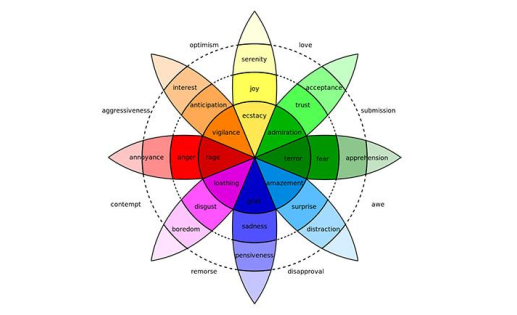 optimism
love
serenity
interest
acceptance
joy
anticipation
trust
aggressiveness
submission
ecstacy
vigilance
admiration
annoyance
anger
rage
terror
fear
apprehension
loathing
amazement
grief
contempt
disgust
surprise
awe
sadness
boredom
distraction
pensiveness
remorse
disapproval